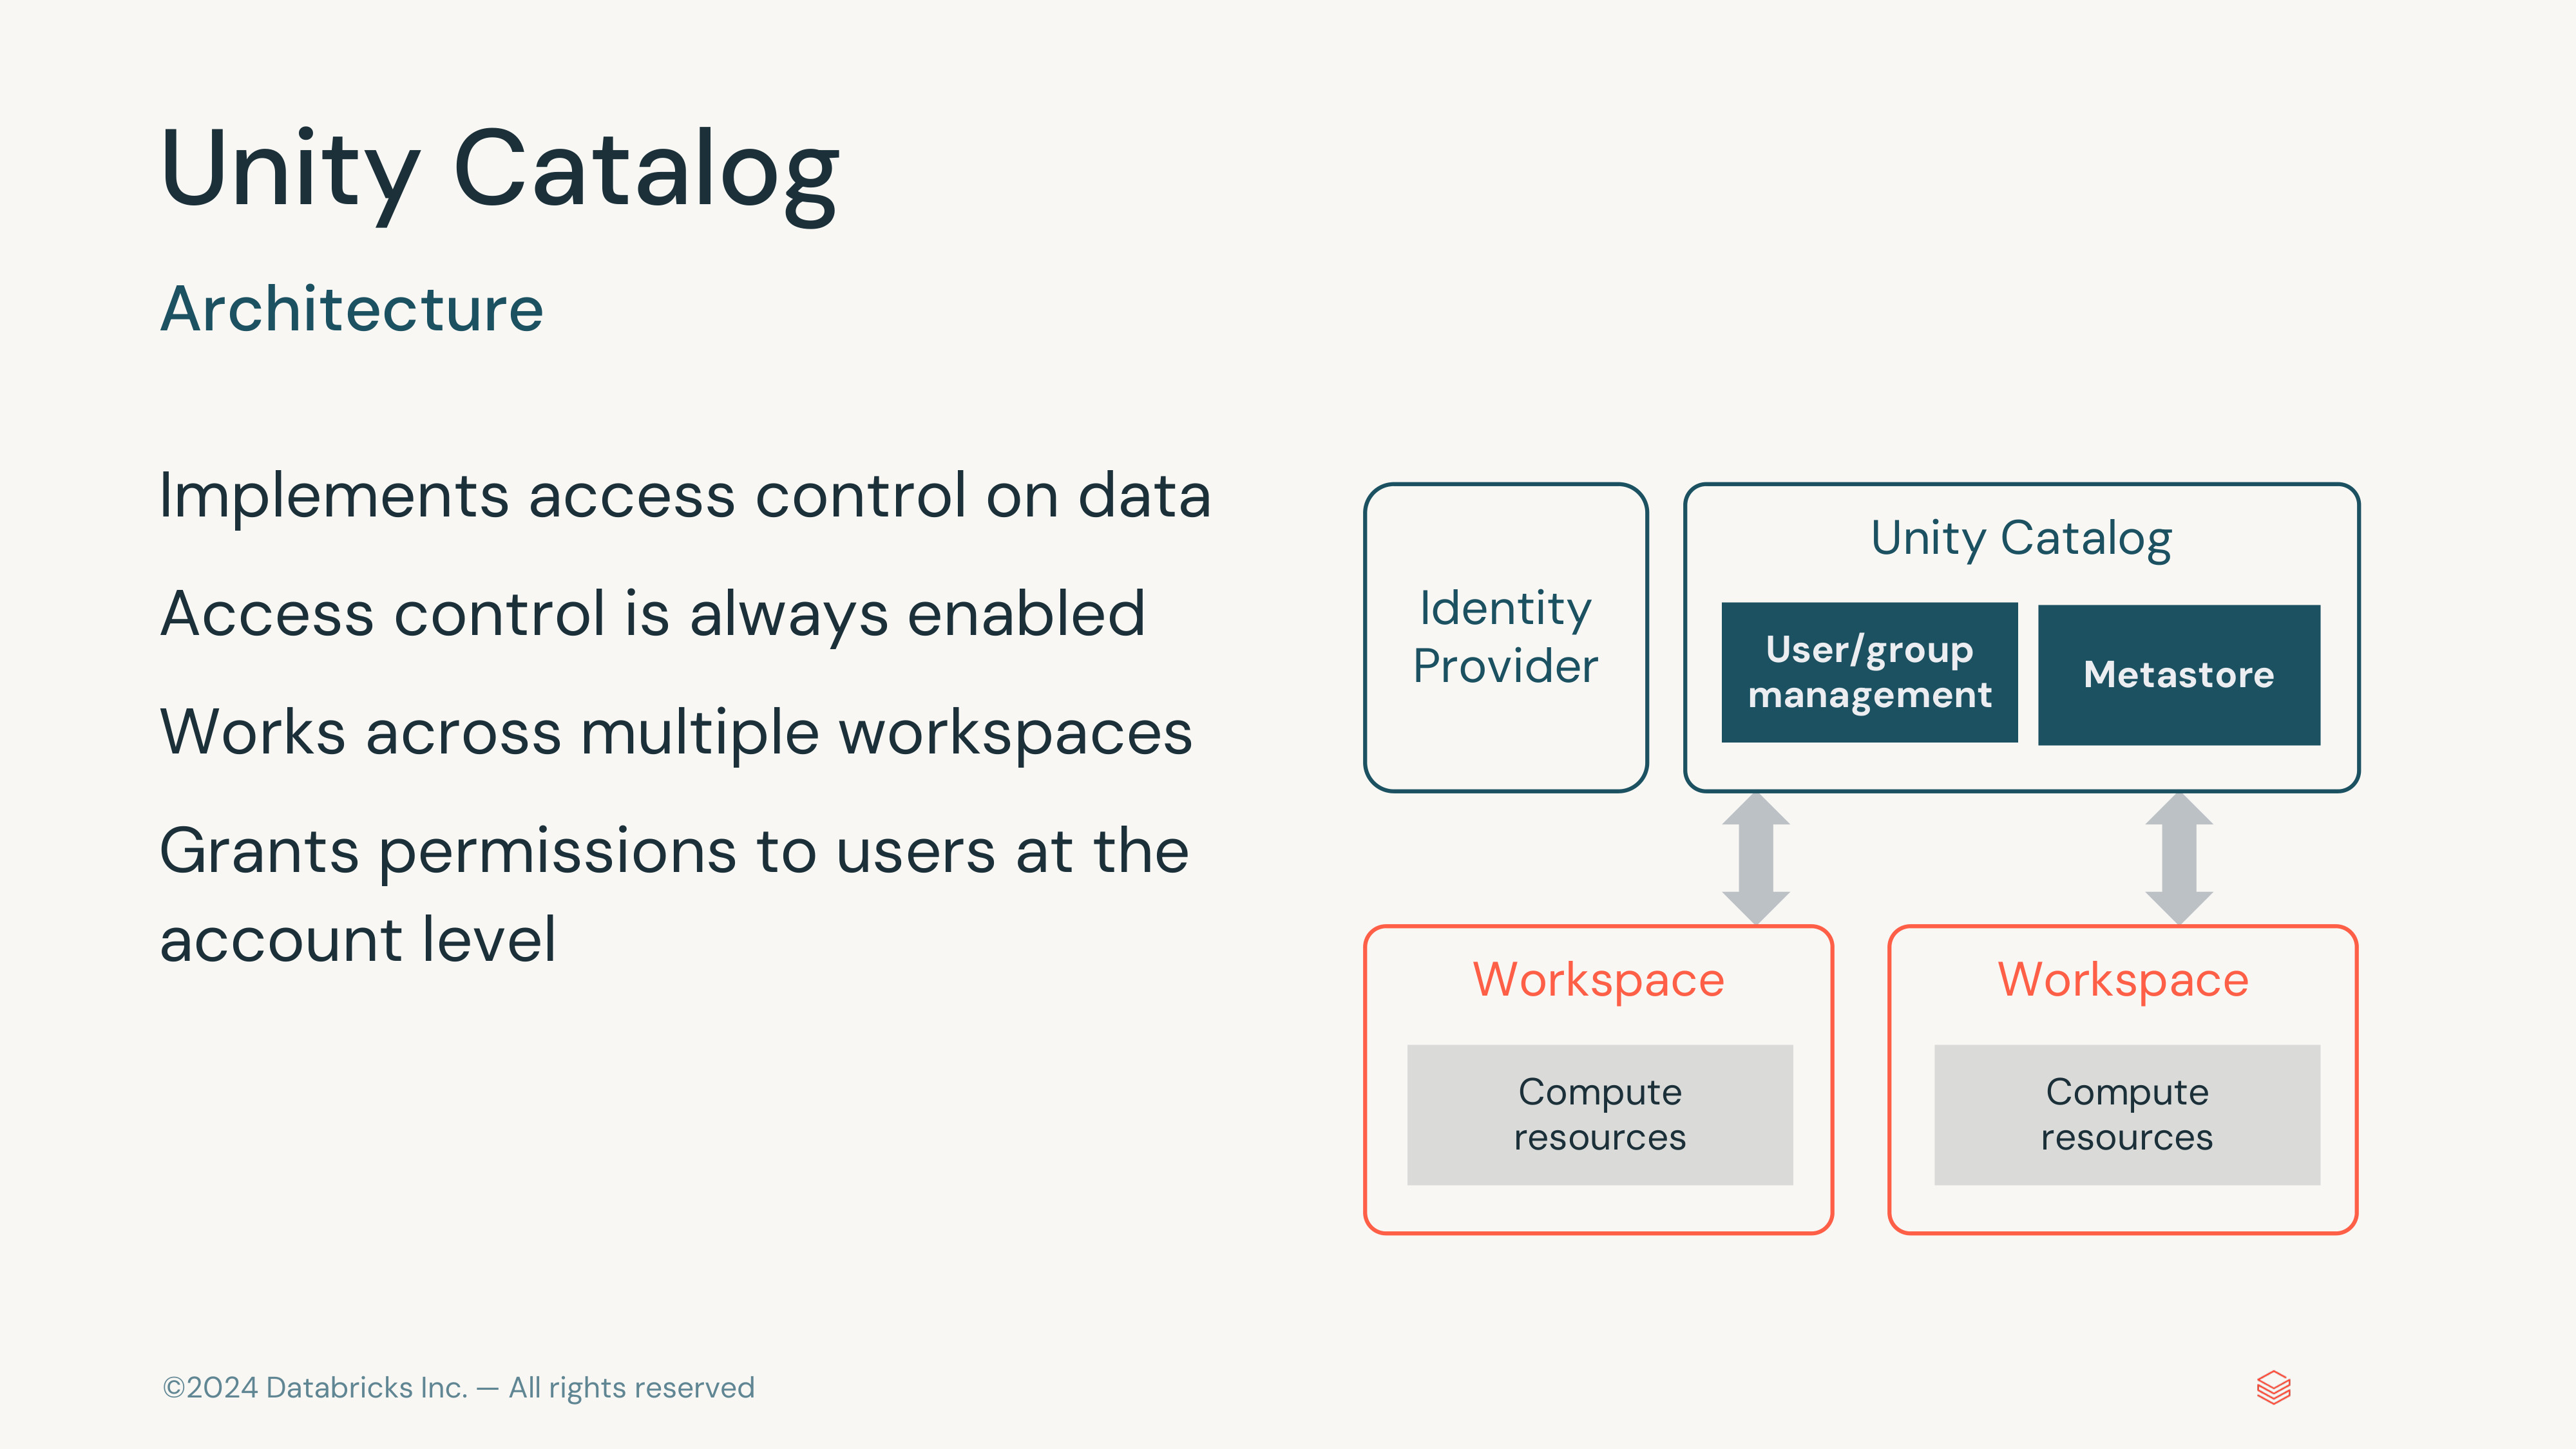 Unity Catalog
Architecture
Implements access control on data
Access control is always enabled
Works across multiple workspaces
Grants permissions to users at the
account level
Identity
Provider
Unity Catalog
User/group
management
Metastore
Workspace
Compute
resources
Workspace
Compute
resources
©2024 Databricks Inc. — All rights reserved